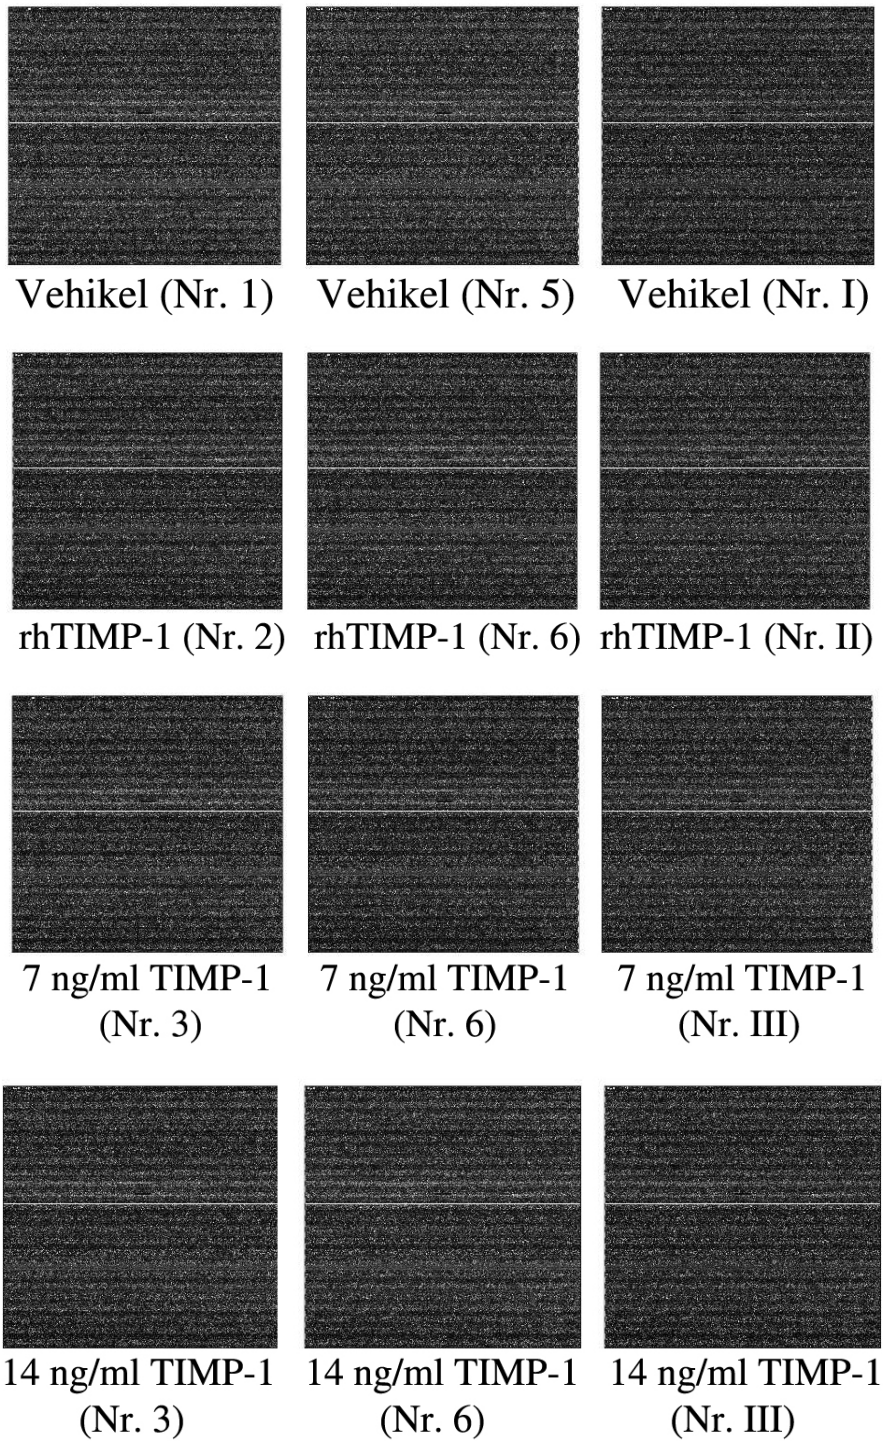 Vehikel (Nr. 1) Vehikel (Nr. 5) Vehikel (Nr. I)
rhTIMP-1 (Nr. 2) rhTIMP-1 (Nr. 6) rhTIMP-1 (Nr. II)
7 ng/ml TIMP-1 7 ng/ml TIMP-1 7 ng/ml TIMP-1
(Nr. 3) (Nr. 6) (Nr. III)
14 ng/ml TIMP-1 14 ng/ml TIMP-1 14 ng/ml TIMP-1
(Nr. 3) (Nr. 6) (Nr. III)